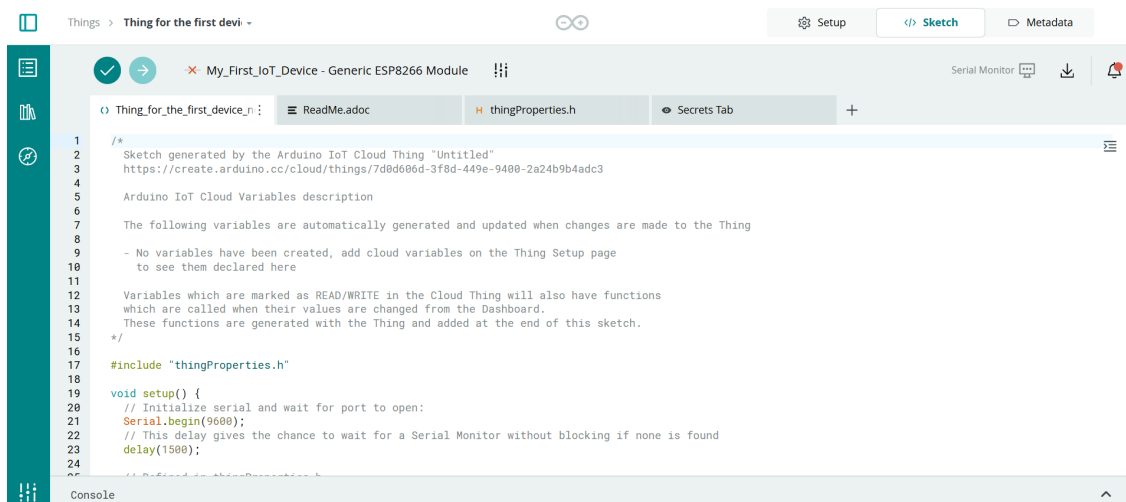 Things > Thing for the first devi
Setup
</> Sketch
Metadata
My_First_IoT_Device - Generic ESP8266 Module
Serial Monitor
Thing_for_the_first_device_n
ReadMe.adoc
H thingProperties.h
Secrets Tab
1 /*
2 Sketch generated by the Arduino IoT Cloud Thing "Untitled"
3 https://create.arduino.cc/cloud/things/7d0d606d-3f8d-449e-9400-2a24b9b4adc3
4
5 Arduino IoT Cloud Variables description
6
7 The following variables are automatically generated and updated when changes are made to the Thing
8
9 - No variables have been created, add cloud variables on the Thing Setup page
10 to see them declared here
11
12 Variables which are marked as READ/WRITE in the Cloud Thing will also have functions
13 which are called when their values are changed from the Dashboard.
14 These functions are generated with the Thing and added at the end of this sketch.
15 */
16
17 #include "thingProperties.h"
18
19 void setup() {
20 // Initialize serial and wait for port to open:
21 Serial.begin(9600);
22 // This delay gives the chance to wait for a Serial Monitor without blocking if none is found
23 delay(1500);
24
25 // Defined in thingProperties.h
Console